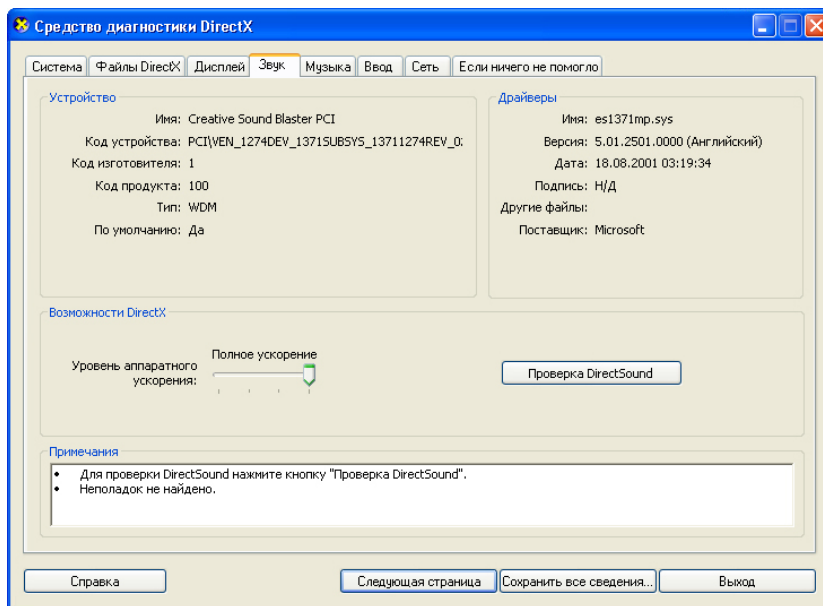 Средство диагностики DirectX
Система Файлы DirectX Дисплей Звук Музыка Ввод Сеть Если ничего не помогло
Устройство
Имя: Creative Sound Blaster PCI
Код устройства: PCI\VEN_1274DEV_1371SUBSYS_13711274REV_02
Код изготовителя: 1
Код продукта: 100
Тип: WDM
По умолчанию: Да
Драйверы
Имя: es1371mp.sys
Версия: 5.01.2501.0000 (Английский)
Дата: 18.08.2001 03:19:34
Подпись: Н/Д
Другие файлы:
Поставщик: Microsoft
Возможности DirectX
Уровень аппаратного
ускорения:
Полное ускорение
Проверка DirectSound
Примечания
• Для проверки DirectSound нажмите кнопку "Проверка DirectSound".
• Неполадок не найдено.
Справка Следующая страница Сохранить все сведения... Выход